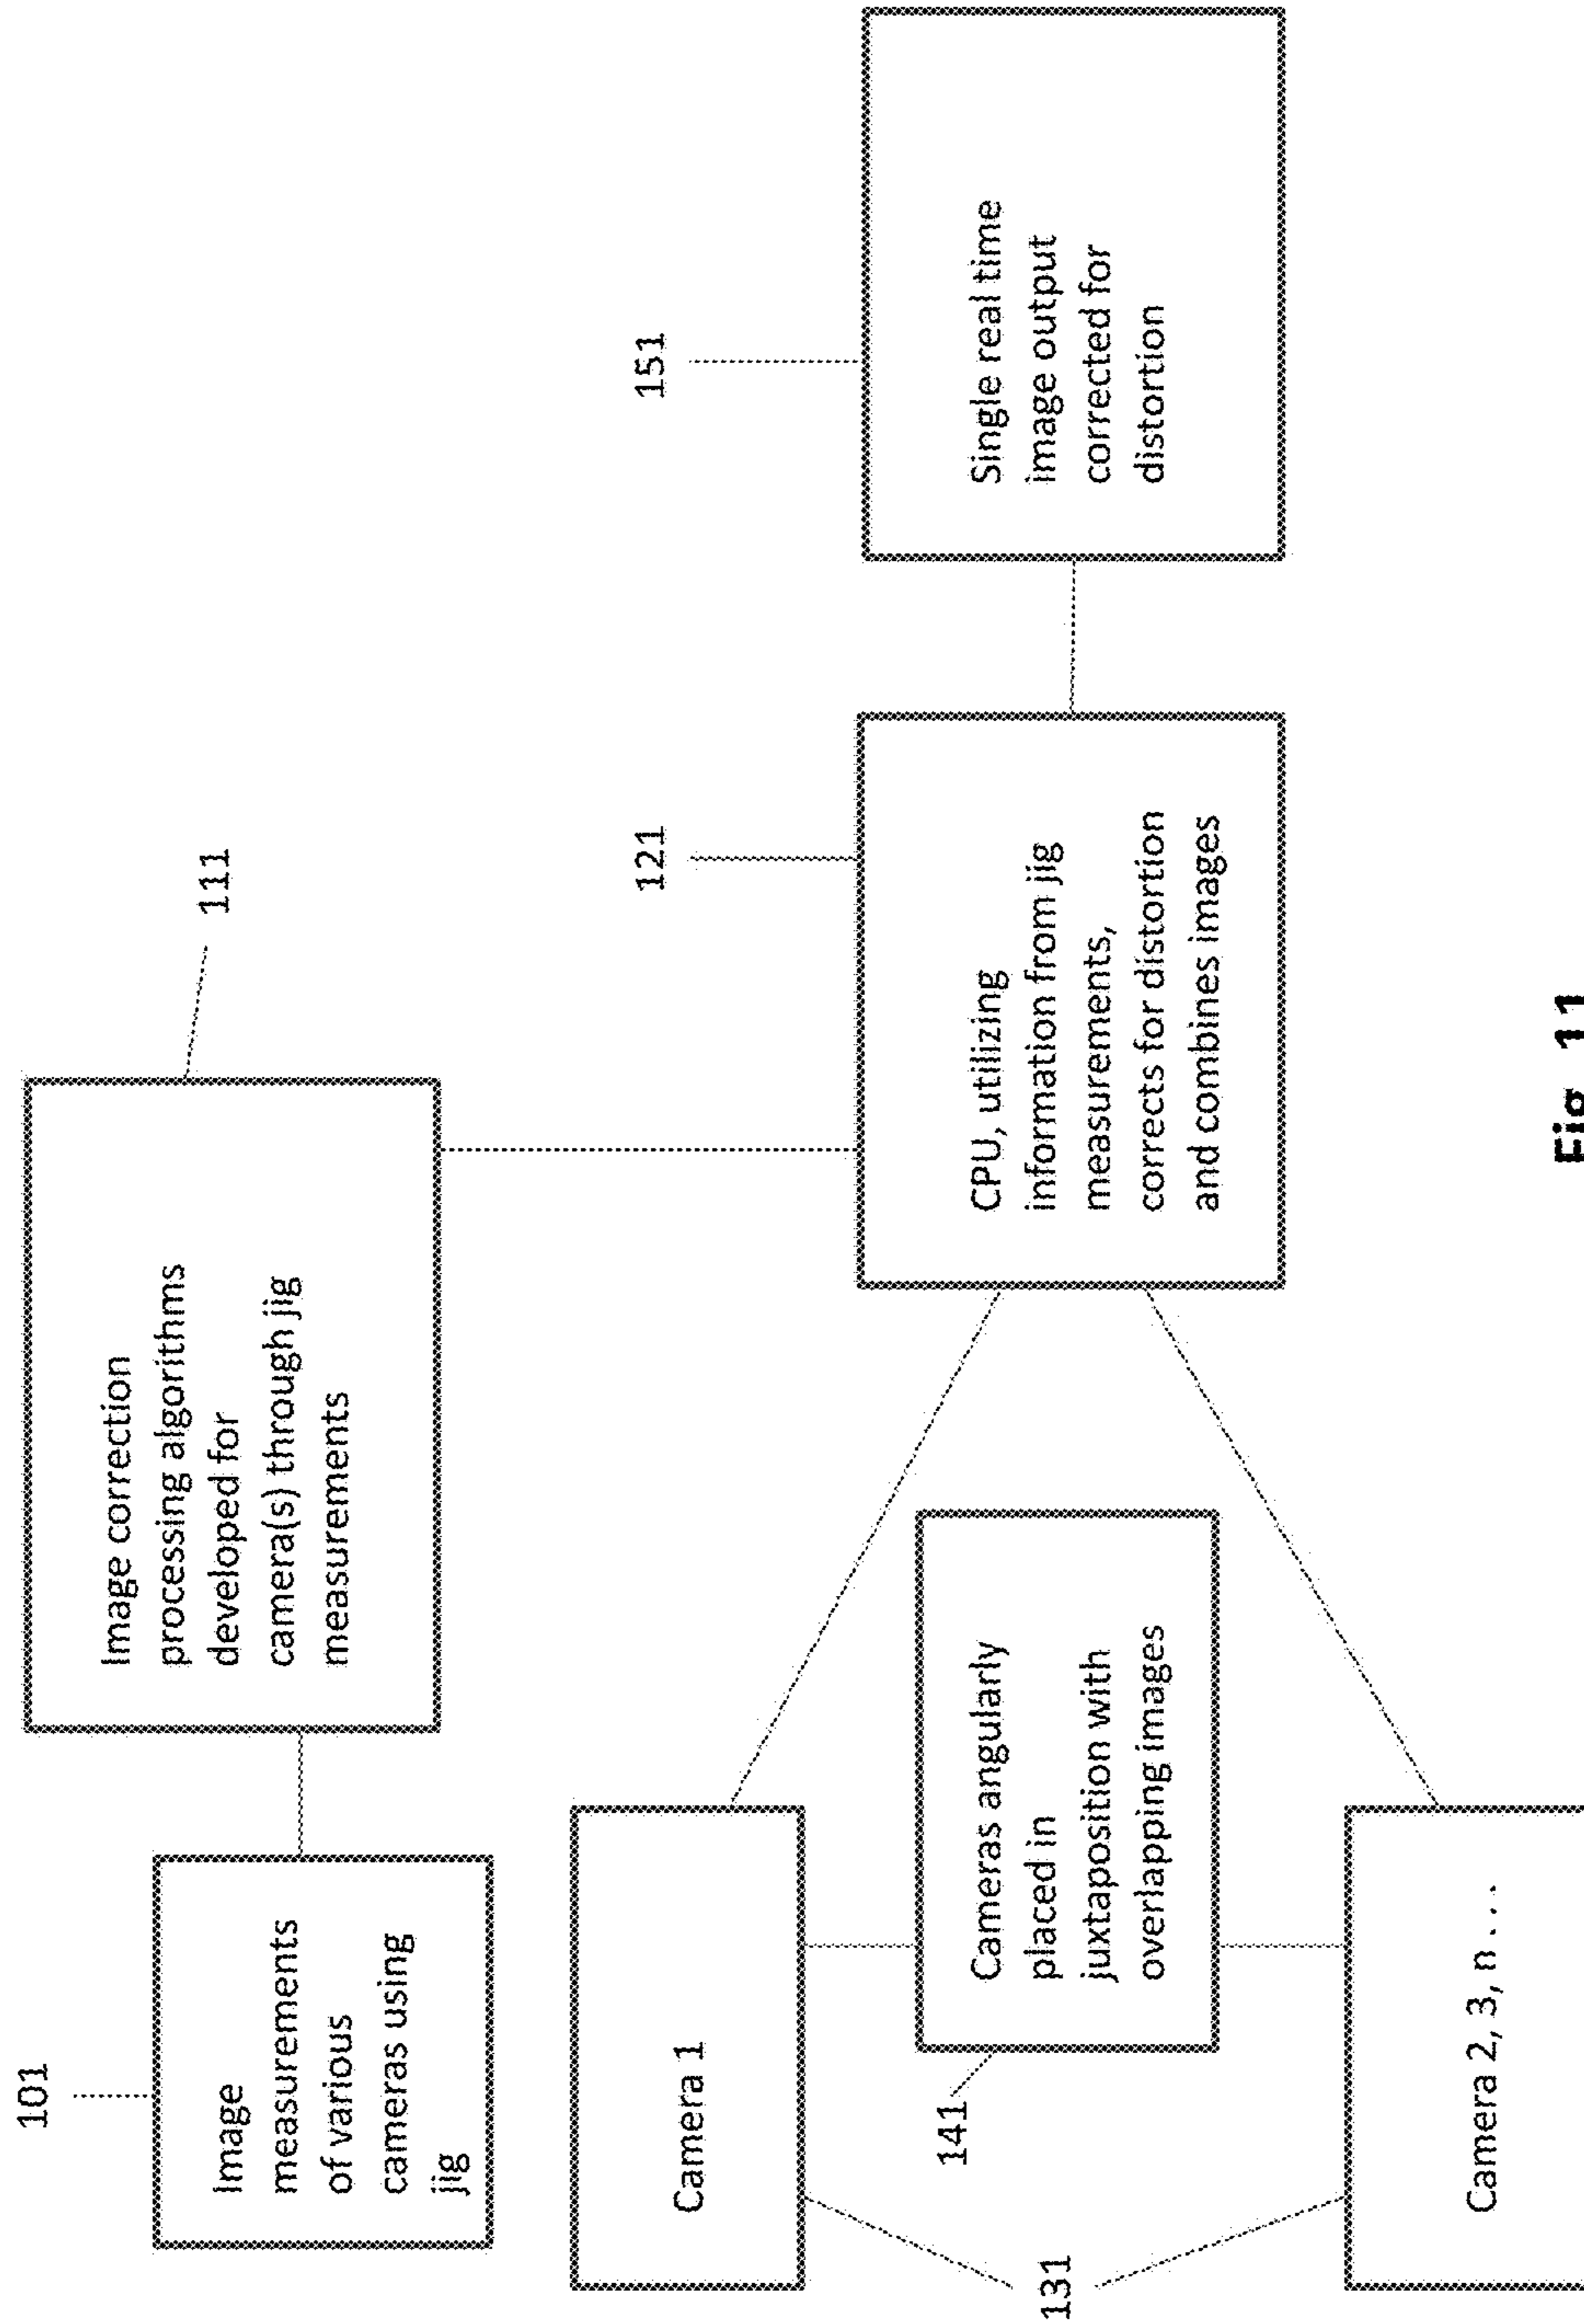 101
Image
measurements
of various
cameras using
jig
111
Image correction
processing algorithms
developed for
camera(s) through jig
measurements
Camera 1
131
141
Cameras angularly
placed in
juxtaposition with
overlapping images
Camera 2, 3, n . . .
121
CPU, utilizing
information from jig
measurements,
corrects for distortion
and combines images
151
Single real time
image output
corrected for
distortion
Fig. 11